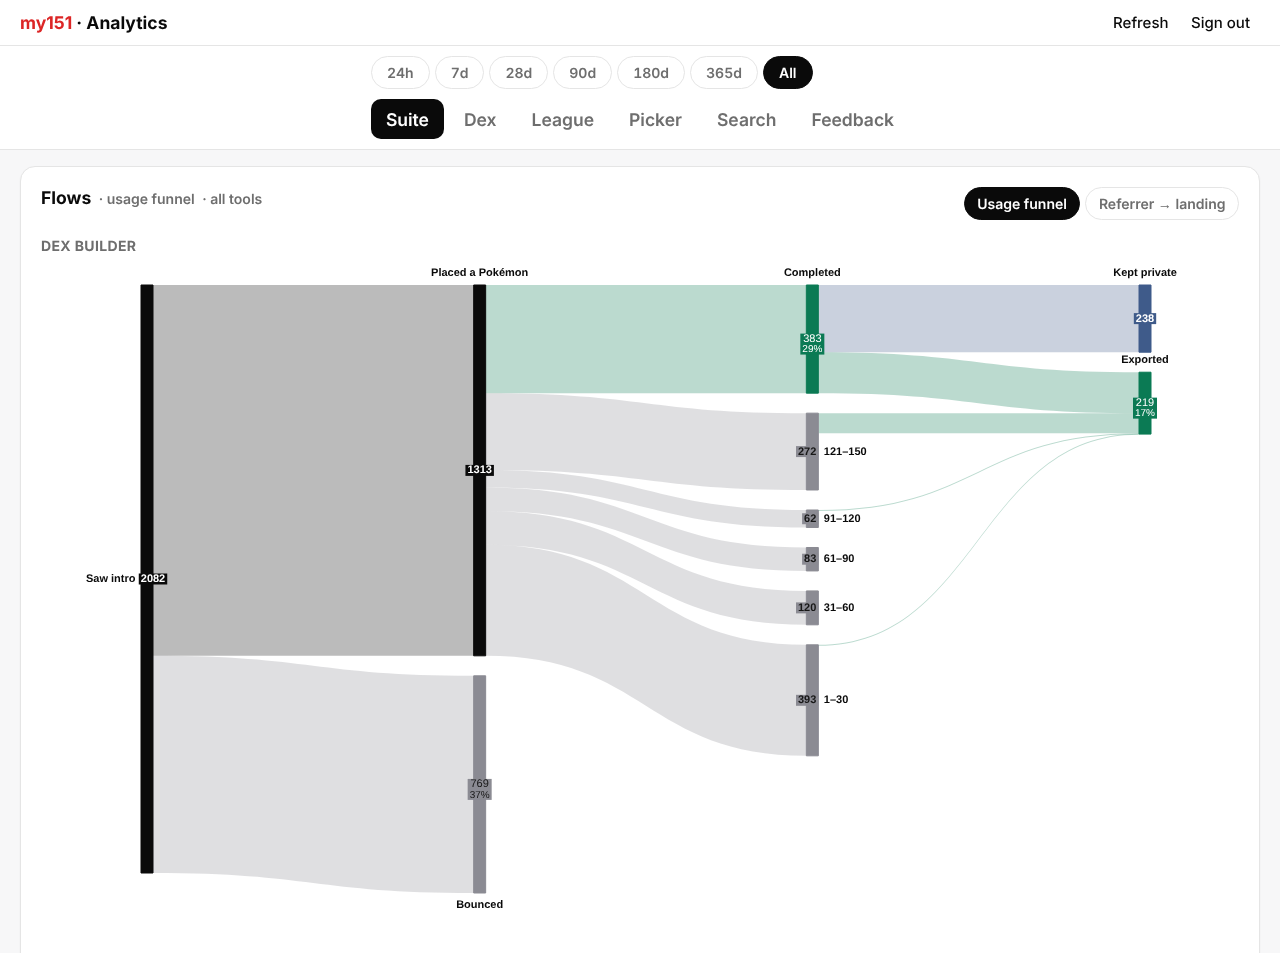 my151 · Analytics
Refresh
Sign out
24h
7d
28d
90d
180d
365d
All
Suite
Dex
League
Picker
Search
Feedback
Flows · usage funnel · all tools
Usage funnel
Referrer → landing
DEX BUILDER
Placed a Pokémon
Completed
Kept private
238
383
29%
Exported
219
17%
272 121–150
1313
62 91–120
83 61–90
Saw intro 2082
120 31–60
393 1–30
769
37%
Bounced